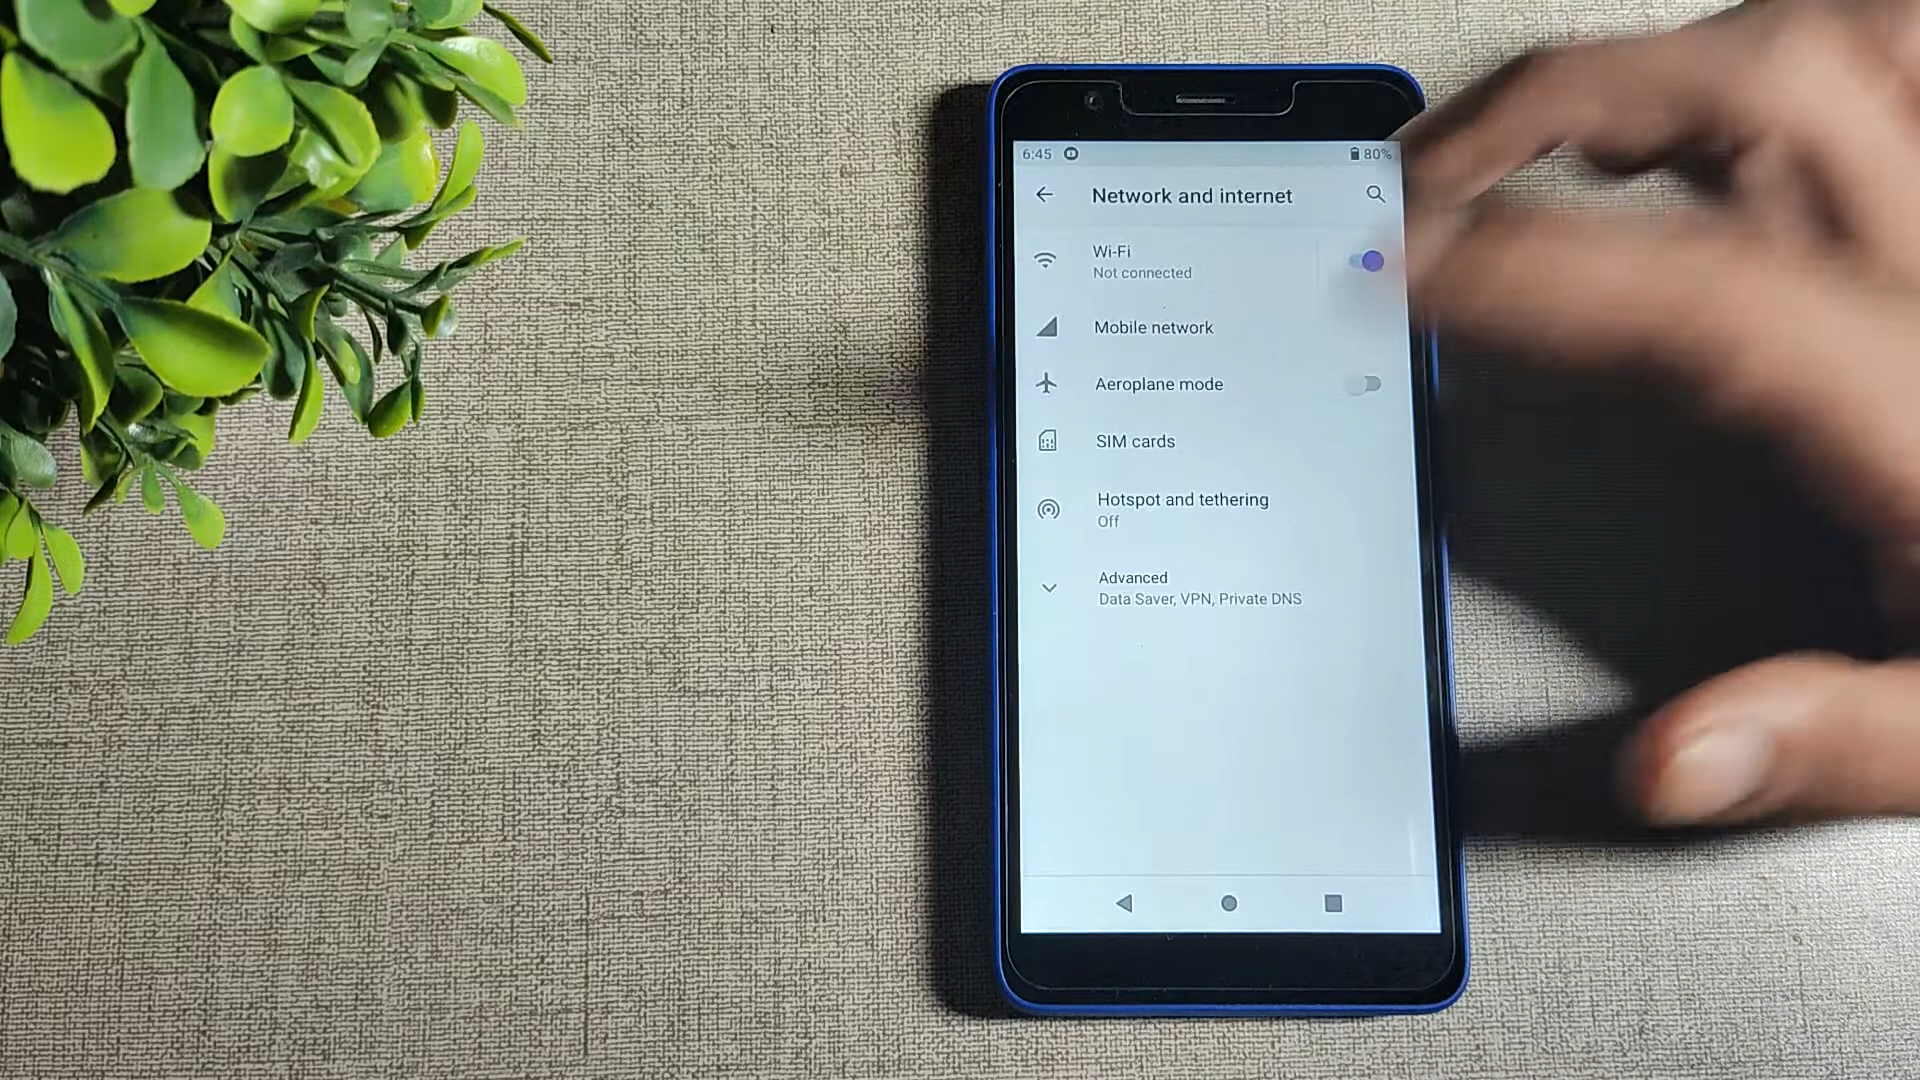 6:45 80%
Network and internet
Wi-Fi
Not connected
Mobile network
Aeroplane mode
SIM cards
Hotspot and tethering
Off
Advanced
Data Saver, VPN, Private DNS